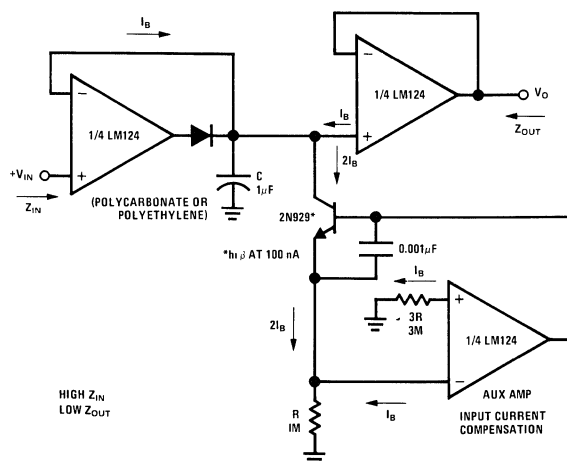 I_B
−
1/4 LM124
+V_IN
+
Z_IN
C
1µF
(POLYCARBONATE OR
POLYETHYLENE)
−
1/4 LM124
I_B
+
V_O
Z_OUT
2I_B
2N929*
*hi β AT 100 nA
0.001µF
I_B
3R
3M
+
1/4 LM124
−
2I_B
I_B
AUX AMP
INPUT CURRENT
COMPENSATION
R
1M
HIGH Z_IN
LOW Z_OUT